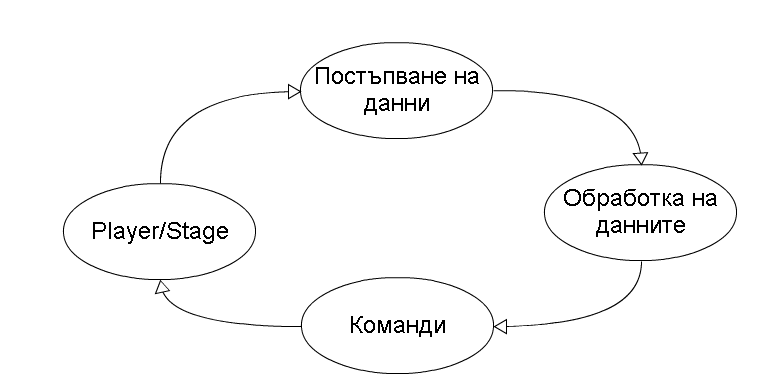 Постъпване на
данни
Обработка на
данните
Player/Stage
Команди